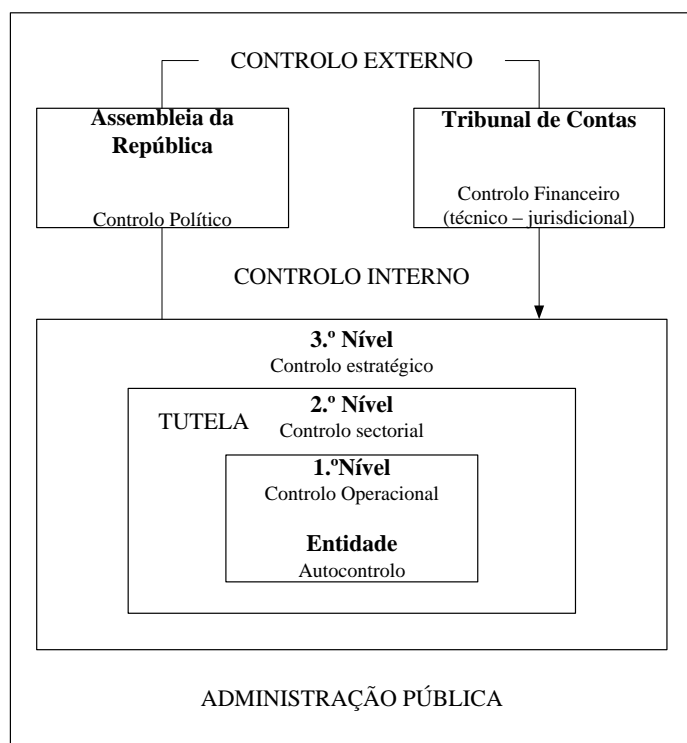 CONTROLO EXTERNO
Assembleia da
República
Controlo Político
Tribunal de Contas
Controlo Financeiro
(técnico – jurisdicional)
CONTROLO INTERNO
3.º Nível
Controlo estratégico
TUTELA
2.º Nível
Controlo sectorial
1.ºNível
Controlo Operacional
Entidade
Autocontrolo
ADMINISTRAÇÃO PÚBLICA